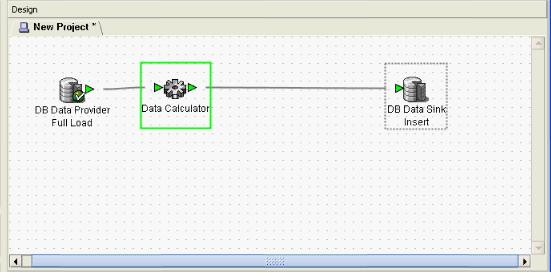 Design
New Project *
DB Data Provider
Full Load
Data Calculator
DB Data Sink
Insert